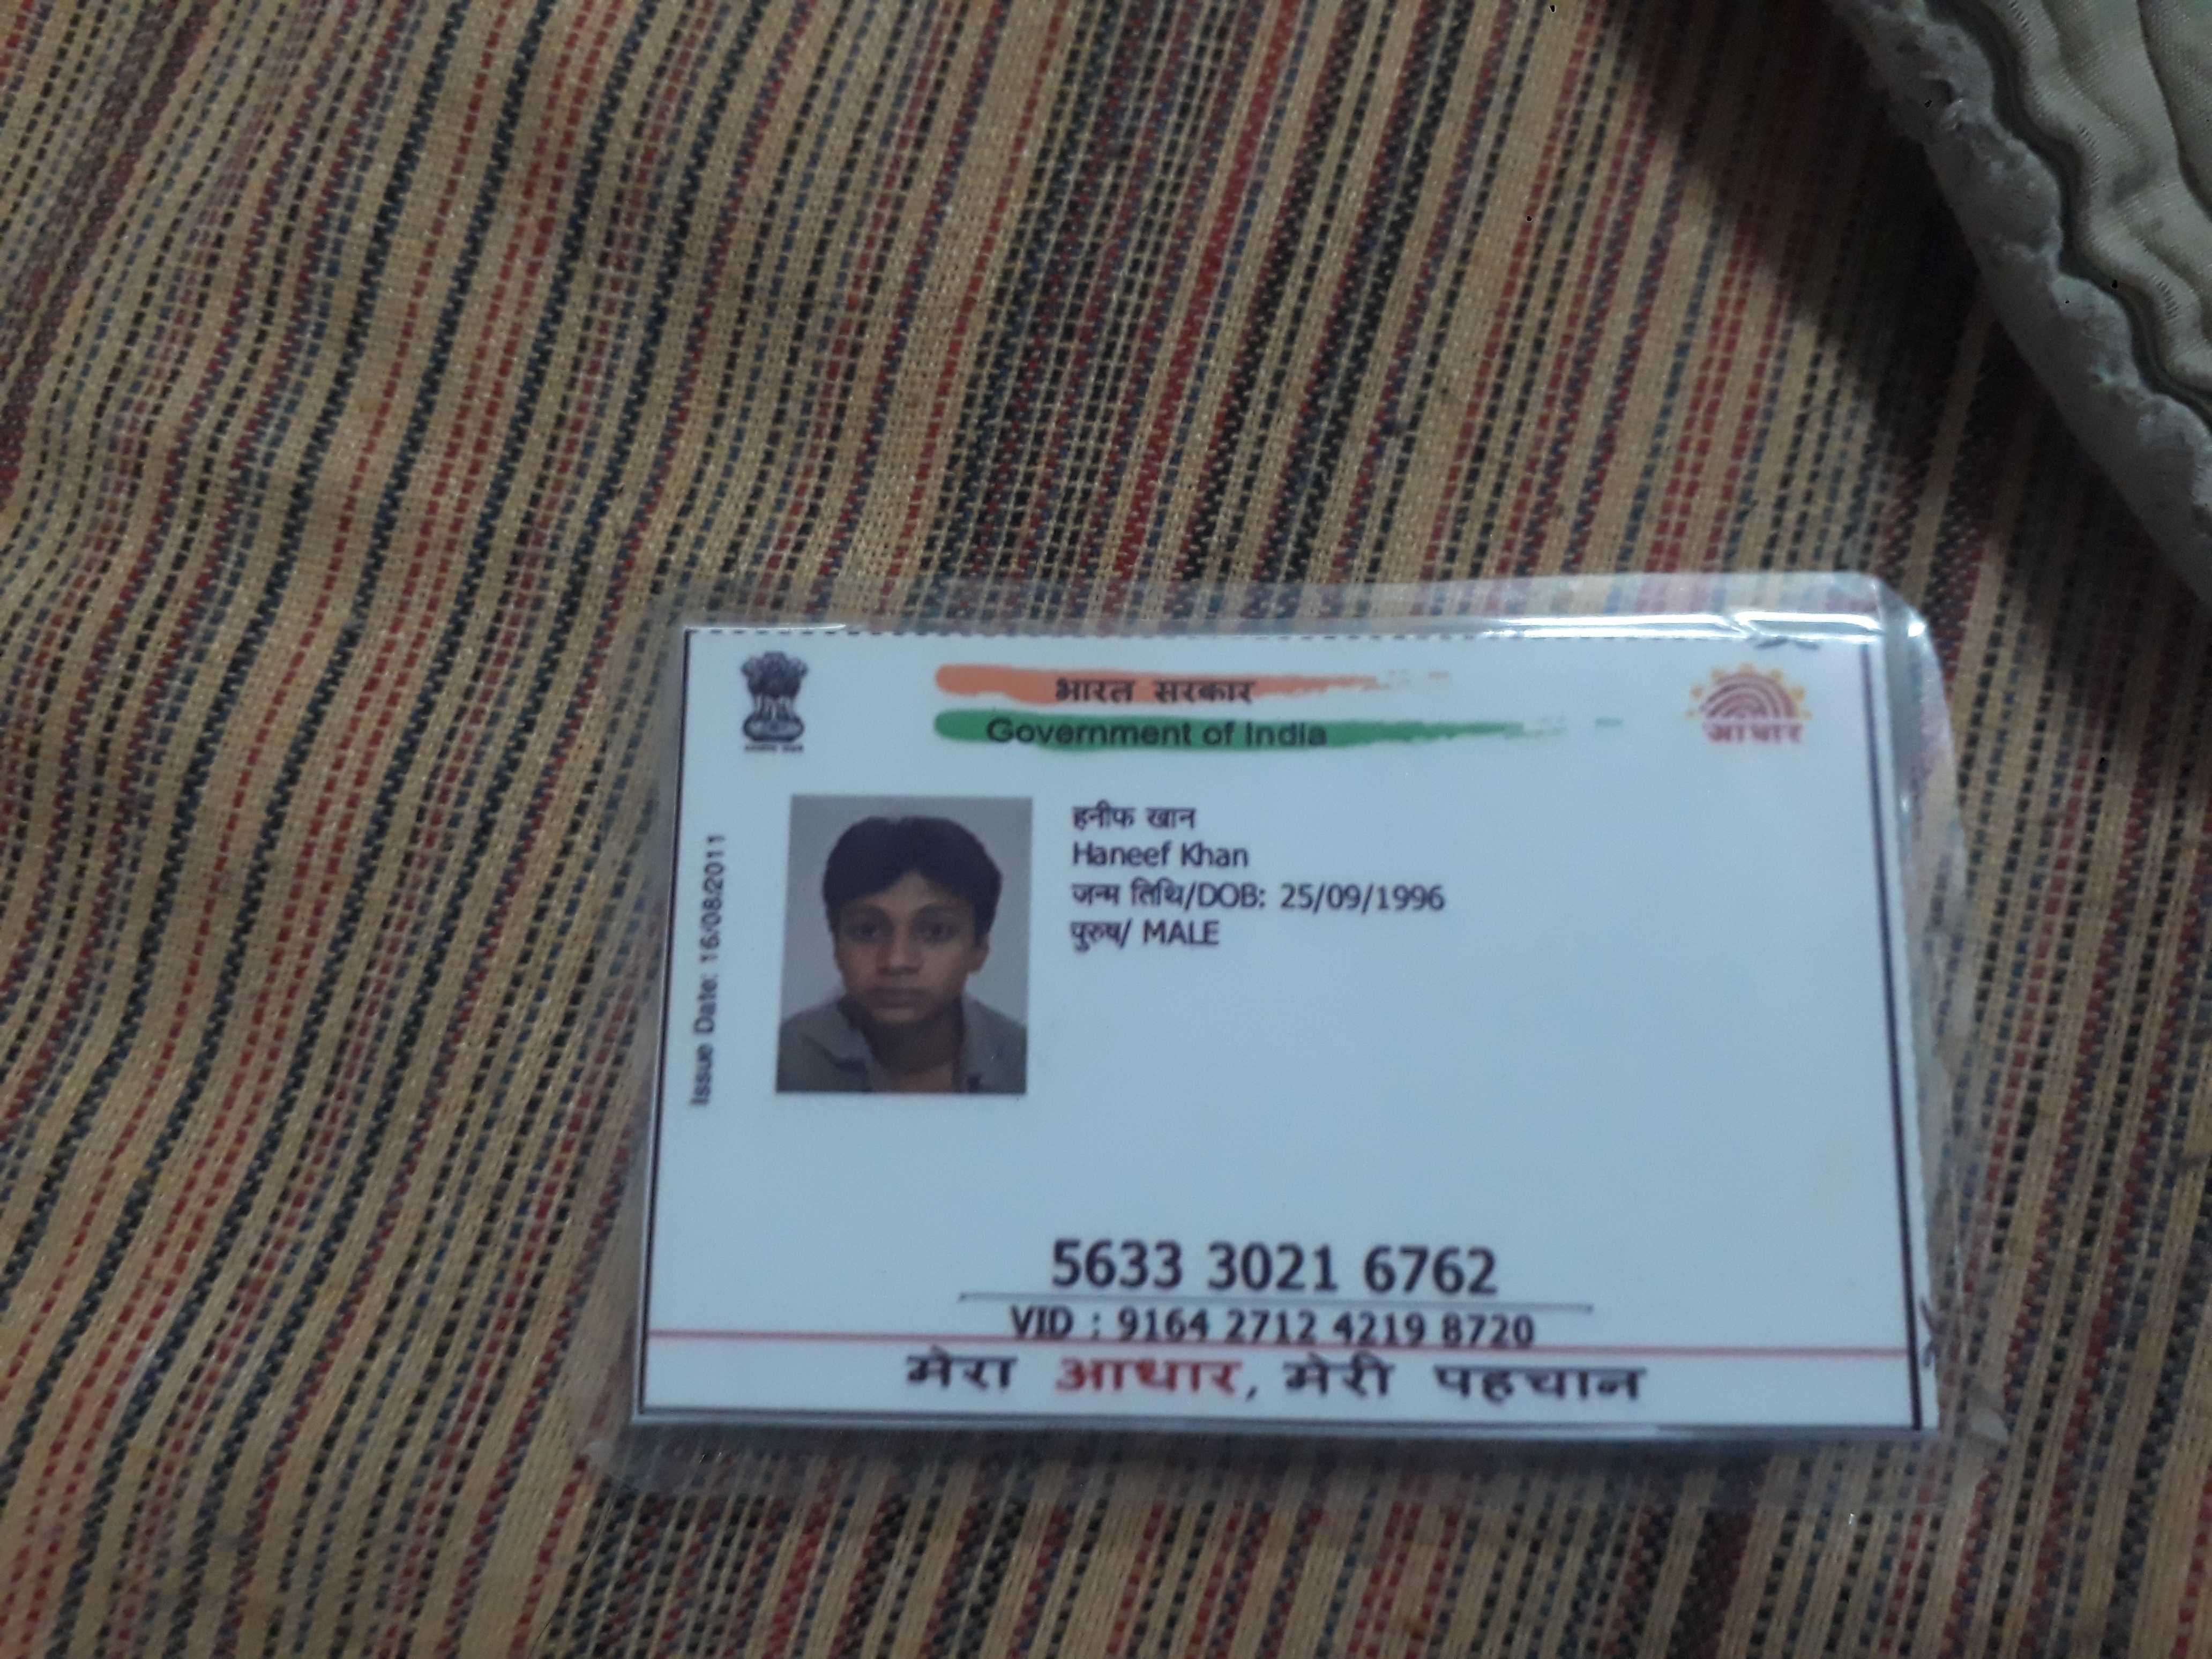 भारत सरकार
Government of India
आधार
Issue Date: 16/08/2011
हनीफ खान
Haneef Khan
जन्म तिथि/DOB: 25/09/1996
पुरुष/ MALE
5633 3021 6762
VID : 9164 2712 4219 8720
मेरा आधार, मेरी पहचान